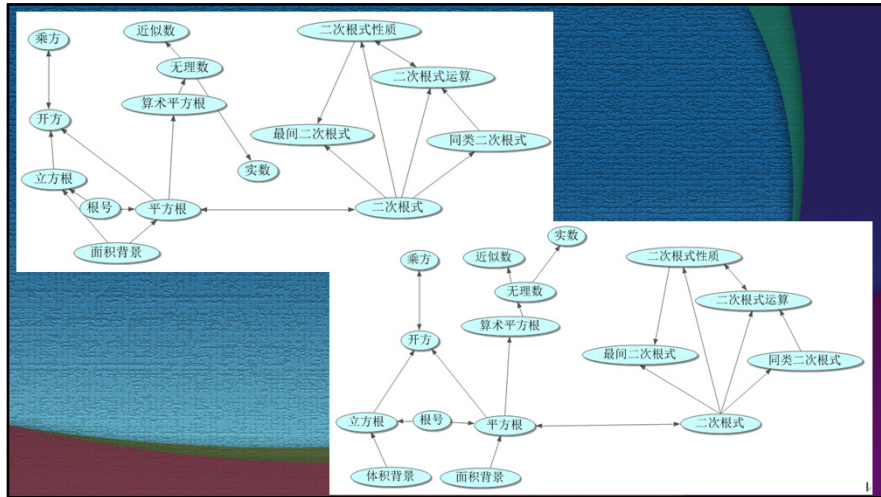 近似数
二次根式性质
乘方
无理数
二次根式运算
算术平方根
开方
最间二次根式
同类二次根式
实数
立方根
根号
平方根
二次根式
面积背景
实数
近似数
二次根式性质
乘方
无理数
二次根式运算
算术平方根
开方
最间二次根式
同类二次根式
立方根
根号
平方根
二次根式
体积背景
面积背景